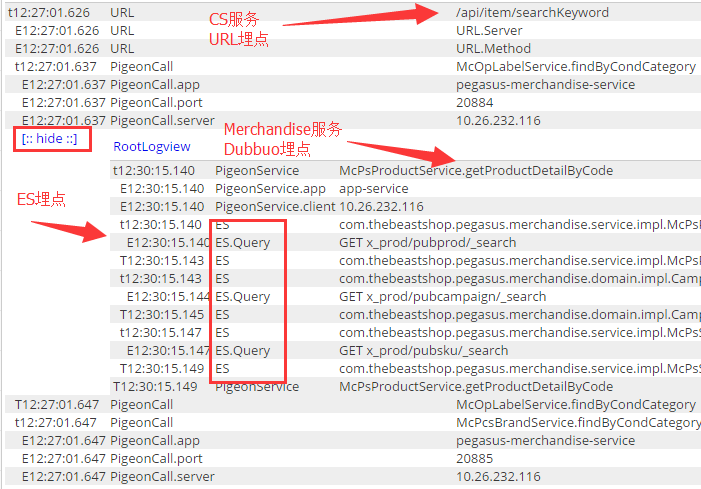 t12:27:01.626 URL /api/item/searchKeyword
CS服务
URL埋点
E12:27:01.626 URL URL.Server
E12:27:01.626 URL URL.Method
t12:27:01.637 PigeonCall McOpLabelService.findByCondCategory
E12:27:01.637 PigeonCall.app pegasus-merchandise-service
E12:27:01.637 PigeonCall.port 20884
E12:27:01.637 PigeonCall.server 10.26.232.116
[:: hide ::]
RootLogview
Merchandise服务
Dubbuo埋点
t12:30:15.140 PigeonService McPsProductService.getProductDetailByCode
E12:30:15.140 PigeonService.app app-service
E12:30:15.140 PigeonService.client 10.26.232.116
ES埋点
t12:30:15.140 ES com.thebeastshop.pegasus.merchandise.service.impl.McPsP
E12:30:15.140 ES.Query GET x_prod/pubprod/_search
T12:30:15.143 ES com.thebeastshop.pegasus.merchandise.service.impl.McPsP
t12:30:15.143 ES com.thebeastshop.pegasus.merchandise.domain.impl.Camp
E12:30:15.144 ES.Query GET x_prod/pubcampaign/_search
T12:30:15.145 ES com.thebeastshop.pegasus.merchandise.domain.impl.Camp
t12:30:15.147 ES com.thebeastshop.pegasus.merchandise.service.impl.McPsS
E12:30:15.147 ES.Query GET x_prod/pubsku/_search
T12:30:15.149 ES com.thebeastshop.pegasus.merchandise.service.impl.McPsS
T12:30:15.149 PigeonService McPsProductService.getProductDetailByCode
T12:27:01.647 PigeonCall McOpLabelService.findByCondCategory
t12:27:01.647 PigeonCall McPcsBrandService.findByCondCategory
E12:27:01.647 PigeonCall.app pegasus-merchandise-service
E12:27:01.647 PigeonCall.port 20885
E12:27:01.647 PigeonCall.server 10.26.232.116